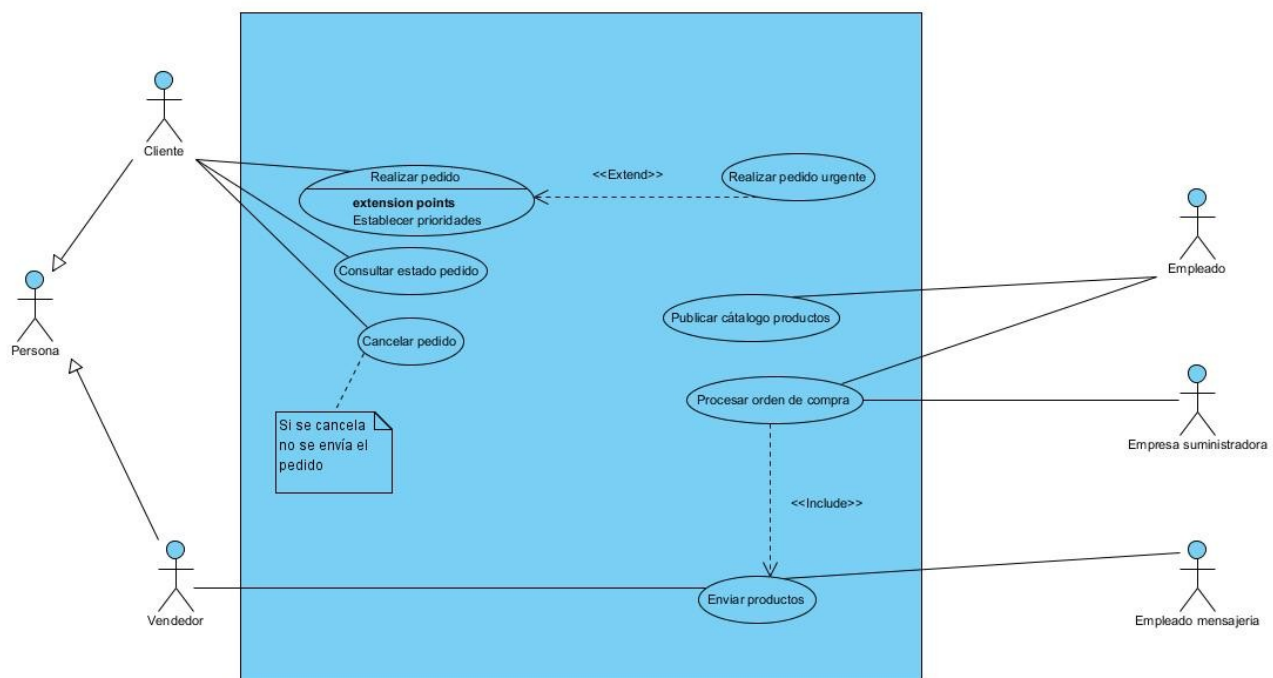 Cliente
Realizar pedido
extension points
Establecer prioridades
<<Extend>>
Realizar pedido urgente
Consultar estado pedido
Empleado
Persona
Cancelar pedido
Publicar cátalogo productos
Si se cancela
no se envía el
pedido
Procesar orden de compra
Empresa suministradora
<<Include>>
Vendedor
Enviar productos
Empleado mensajeria